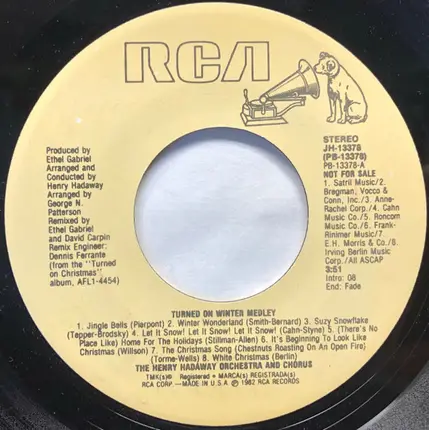 RCA
Produced by
Ethel Gabriel
Arranged and
Conducted by
Henry Hadaway
Arranged by
George N.
Patterson
Remixed by
Ethel Gabriel
and David Carpin
Remix Engineer:
Dennis Ferrante
(from the "Turned
on Christmas"
album, AFL1-4454)
STEREO
JH-13378
(PB-13378)
PB-13378-A
NOT FOR SALE
1. Satril Music/2.
Bregman, Vocco &
Conn, Inc./3. Anne-
Rachel Corp./4. Cahn
Music Co./5. Roncom
Music Co./6. Frank-
Rinimer Music/7.
E.H. Morris & Co./8.
Irving Berlin Music
Corp./All ASCAP
3:51
Intro: 08
End: Fade
TURNED ON WINTER MEDLEY
1. Jingle Bells (Pierpont) 2. Winter Wonderland (Smith-Bernard) 3. Suzy Snowflake
(Tepper-Brodsky) 4. Let It Snow! Let It Snow! Let It Snow! (Cahn-Styne) 5. (There's No
Place Like) Home For The Holidays (Stillman-Allen) 6. It's Beginning To Look Like
Christmas (Willson) 7. The Christmas Song (Chestnuts Roasting On An Open Fire)
(Torme-Wells) 8. White Christmas (Berlin)
THE HENRY HADAWAY ORCHESTRA AND CHORUS
TMK(s)® Registered • MARCA(s) REGISTRADA(s)
RCA CORP — MADE IN U.S.A. ℗ 1982 RCA RECORDS